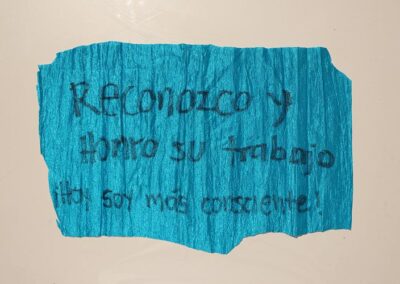 Reconozco y
Honro su trabajo
¡Hoy soy más consciente!